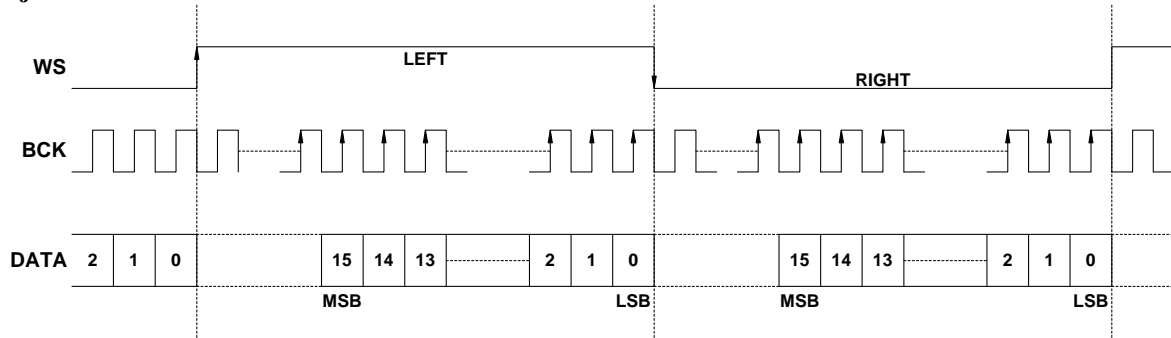 WS
LEFT
RIGHT
BCK
DATA 2 1 0 15 14 13 2 1 0 15 14 13 2 1 0
MSB LSB MSB LSB